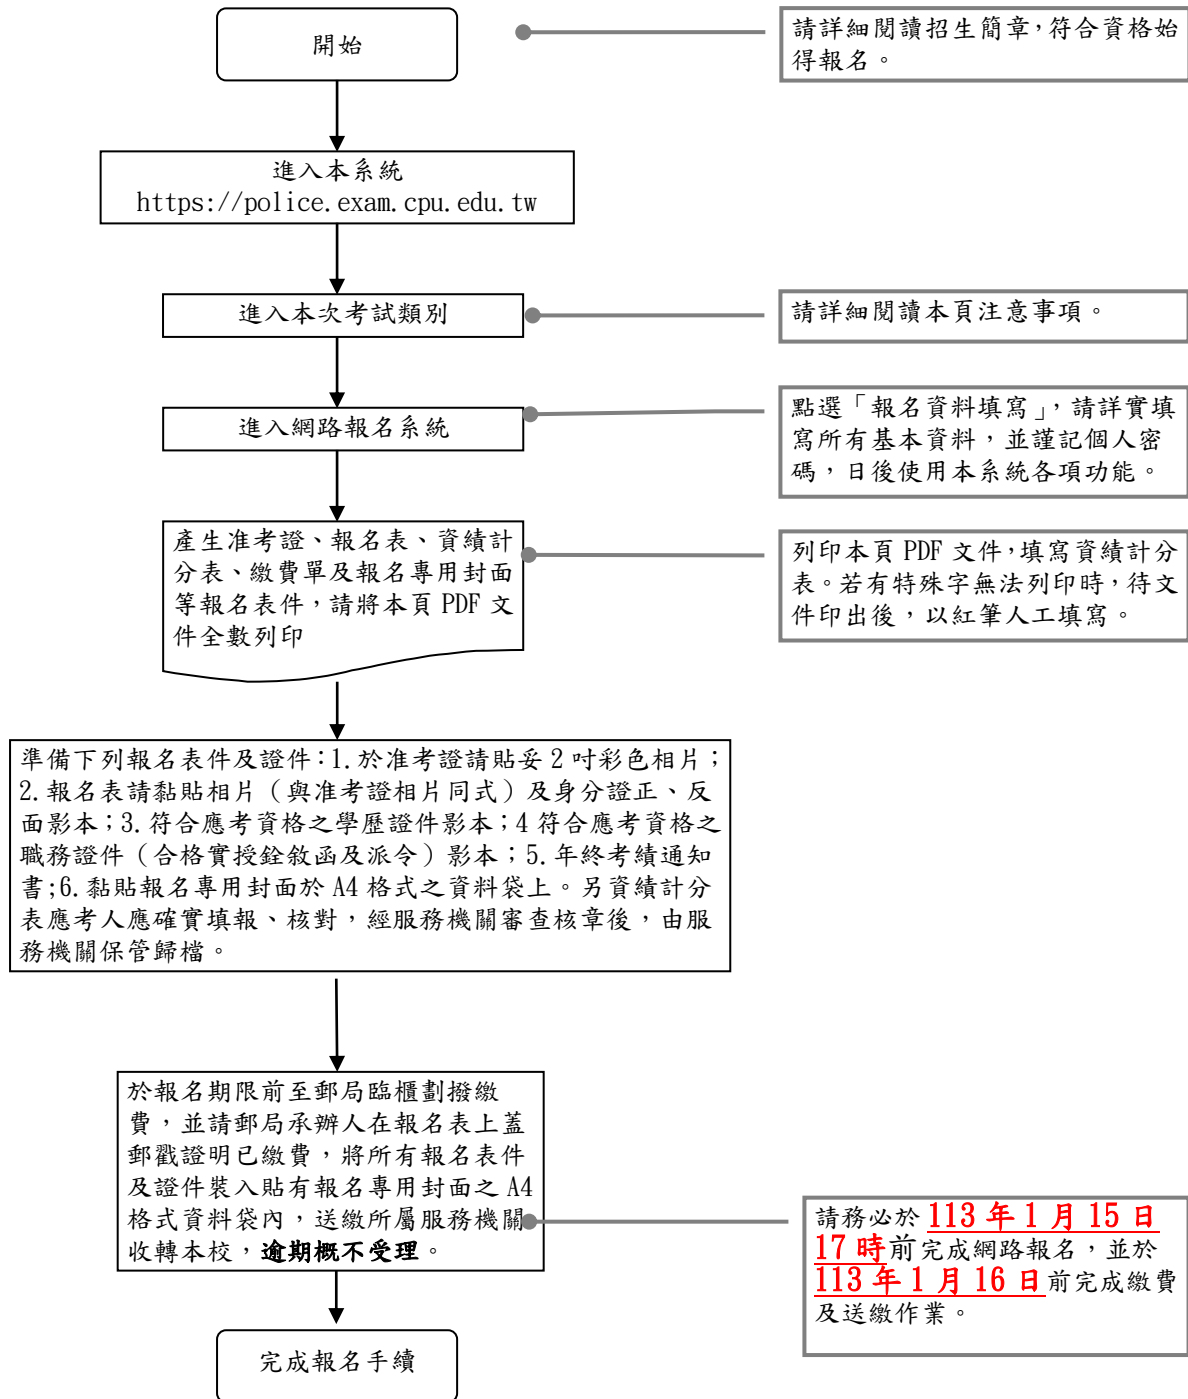 開始
請詳細閱讀招生簡章,符合資格始
得報名。
進入本系統
https://police.exam.cpu.edu.tw
進入本次考試類別
請詳細閱讀本頁注意事項。
進入網路報名系統
點選「報名資料填寫」,請詳實填
寫所有基本資料,並謹記個人密
碼,日後使用本系統各項功能。
產生准考證、報名表、資績計
分表、繳費單及報名專用封面
等報名表件,請將本頁 PDF 文
件全數列印
列印本頁 PDF 文件,填寫資績計分
表。若有特殊字無法列印時,待文
件印出後,以紅筆人工填寫。
準備下列報名表件及證件:1.於准考證請貼妥 2 吋彩色相片;
2.報名表請黏貼相片(與准考證相片同式)及身分證正、反
面影本;3.符合應考資格之學歷證件影本;4 符合應考資格之
職務證件(合格實授銓敘函及派令)影本;5.年終考績通知
書;6.黏貼報名專用封面於 A4 格式之資料袋上。另資績計分
表應考人應確實填報、核對,經服務機關審查核章後,由服
務機關保管歸檔。
於報名期限前至郵局臨櫃劃撥繳
費,並請郵局承辦人在報名表上蓋
郵戳證明已繳費,將所有報名表件
及證件裝入貼有報名專用封面之 A4
格式資料袋內,送繳所屬服務機關
收轉本校,逾期概不受理。
請務必於 113 年 1 月 15 日
17 時前完成網路報名,並於
113 年 1 月 16 日前完成繳費
及送繳作業。
完成報名手續